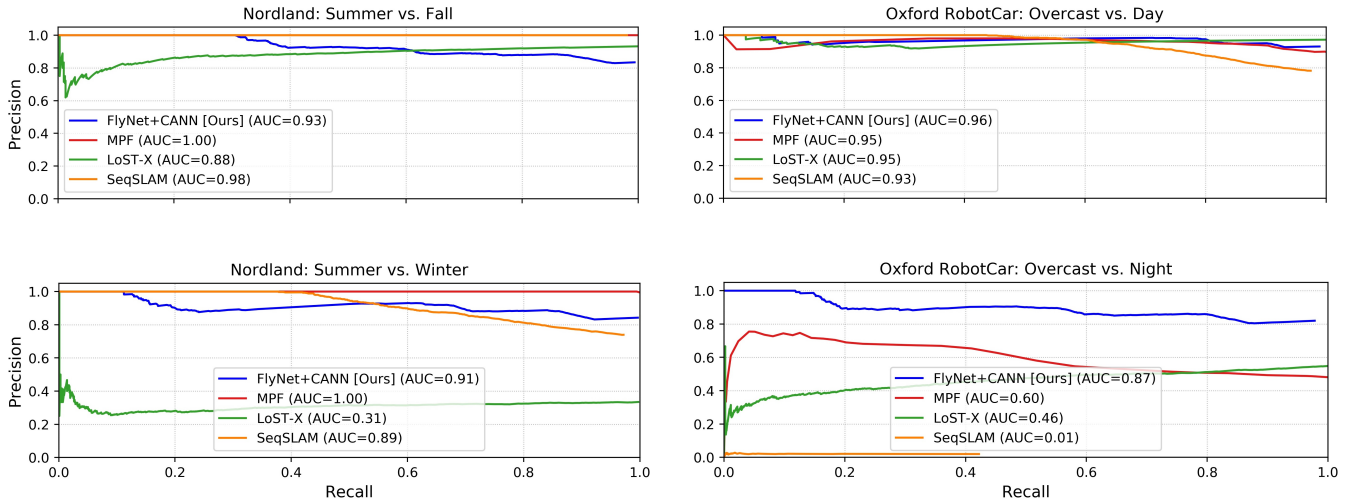 Nordland: Summer vs. Fall
Precision
1.0
0.8
0.6
0.4
0.2
0.0
FlyNet+CANN [Ours] (AUC=0.93)
MPF (AUC=1.00)
LoST-X (AUC=0.88)
SeqSLAM (AUC=0.98)
Oxford RobotCar: Overcast vs. Day
1.0
0.8
0.6
0.4
0.2
0.0
FlyNet+CANN [Ours] (AUC=0.96)
MPF (AUC=0.95)
LoST-X (AUC=0.95)
SeqSLAM (AUC=0.93)
Nordland: Summer vs. Winter
Precision
1.0
0.8
0.6
0.4
0.2
0.0
FlyNet+CANN [Ours] (AUC=0.91)
MPF (AUC=1.00)
LoST-X (AUC=0.31)
SeqSLAM (AUC=0.89)
0.0 0.2 0.4 0.6 0.8 1.0
Recall
Oxford RobotCar: Overcast vs. Night
1.0
0.8
0.6
0.4
0.2
0.0
FlyNet+CANN [Ours] (AUC=0.87)
MPF (AUC=0.60)
LoST-X (AUC=0.46)
SeqSLAM (AUC=0.01)
0.0 0.2 0.4 0.6 0.8 1.0
Recall